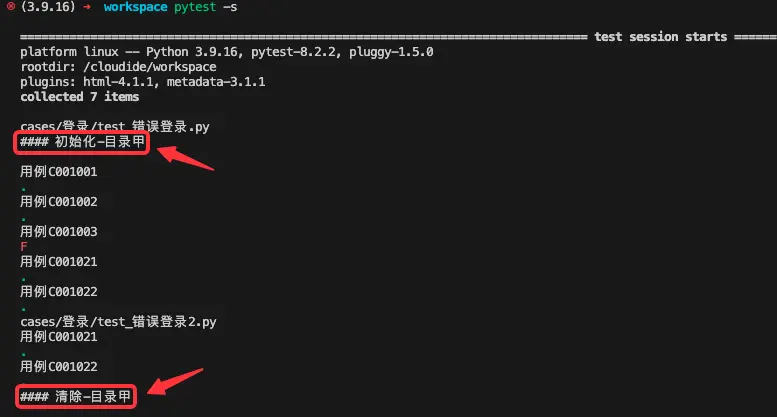 (3.9.16) → workspace pytest -s
============ test session starts ============
platform linux -- Python 3.9.16, pytest-8.2.2, pluggy-1.5.0
rootdir: /cloudide/workspace
plugins: html-4.1.1, metadata-3.1.1
collected 7 items
cases/登录/test_错误登录.py
#### 初始化-目录甲
用例C001001
.
用例C001002
.
用例C001003
F
用例C001021
.
用例C001022
.
cases/登录/test_错误登录2.py
用例C001021
.
用例C001022
.
#### 清除-目录甲